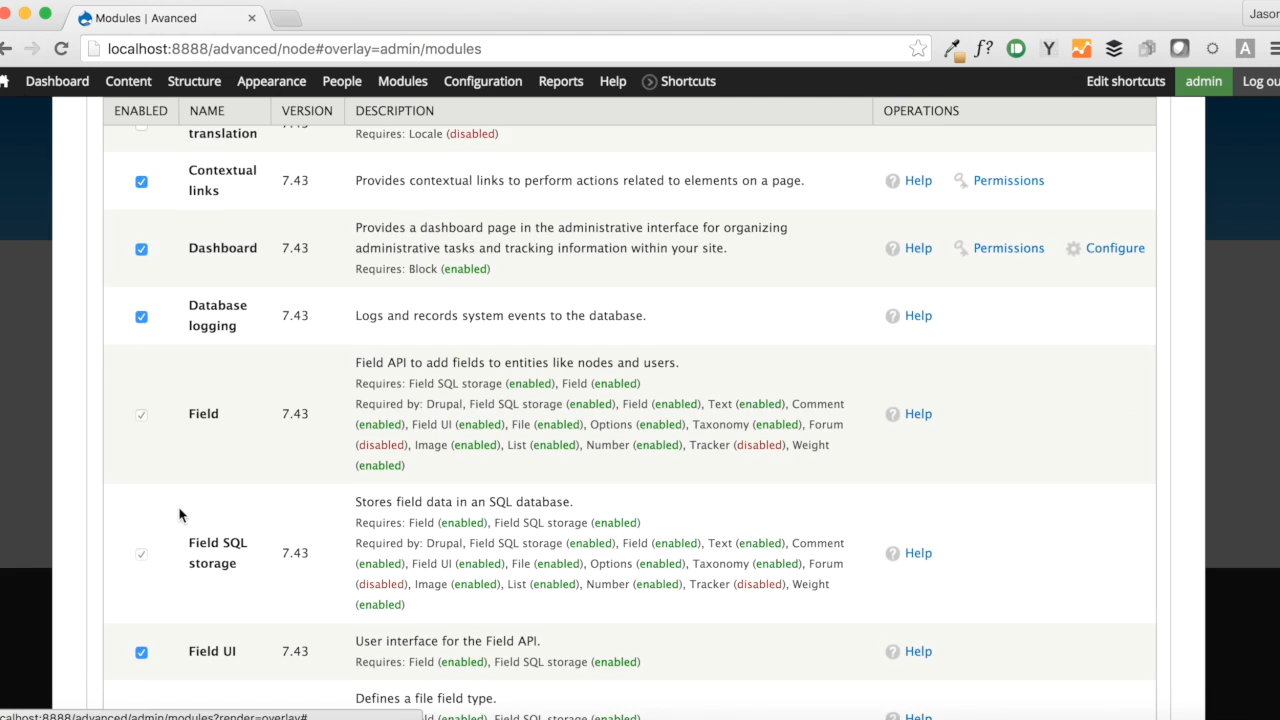 Modules | Avanced
Jason
localhost:8888/advanced/node#overlay=admin/modules
f?
Y
A
Dashboard Content Structure Appearance People Modules Configuration Reports Help Shortcuts Edit shortcuts admin Log ou
ENABLED NAME VERSION DESCRIPTION OPERATIONS
translation
7.43
Requires: Locale (disabled)
Contextual
links
7.43
Provides contextual links to perform actions related to elements on a page.
Help Permissions
Dashboard
7.43
Provides a dashboard page in the administrative interface for organizing
administrative tasks and tracking information within your site.
Requires: Block (enabled)
Help Permissions Configure
Database
logging
7.43
Logs and records system events to the database.
Help
Field
7.43
Field API to add fields to entities like nodes and users.
Requires: Field SQL storage (enabled), Field (enabled)
Required by: Drupal, Field SQL storage (enabled), Field (enabled), Text (enabled), Comment
(enabled), Field UI (enabled), File (enabled), Options (enabled), Taxonomy (enabled), Forum
(disabled), Image (enabled), List (enabled), Number (enabled), Tracker (disabled), Weight
(enabled)
Help
Field SQL
storage
7.43
Stores field data in an SQL database.
Requires: Field (enabled), Field SQL storage (enabled)
Required by: Drupal, Field SQL storage (enabled), Field (enabled), Text (enabled), Comment
(enabled), Field UI (enabled), File (enabled), Options (enabled), Taxonomy (enabled), Forum
(disabled), Image (enabled), List (enabled), Number (enabled), Tracker (disabled), Weight
(enabled)
Help
Field UI
7.43
User interface for the Field API.
Requires: Field (enabled), Field SQL storage (enabled)
Help
Defines a file field type.
ld (enabled), Field SQL storage (enabled)
Help
calhost:8888/advanced/admin/modules?render=overlay#